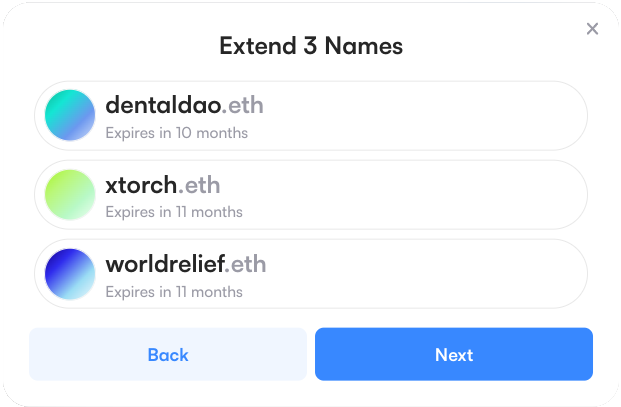 Extend 3 Names
dentaldao.eth
Expires in 10 months
xtorch.eth
Expires in 11 months
worldrelief.eth
Expires in 11 months
Back
Next